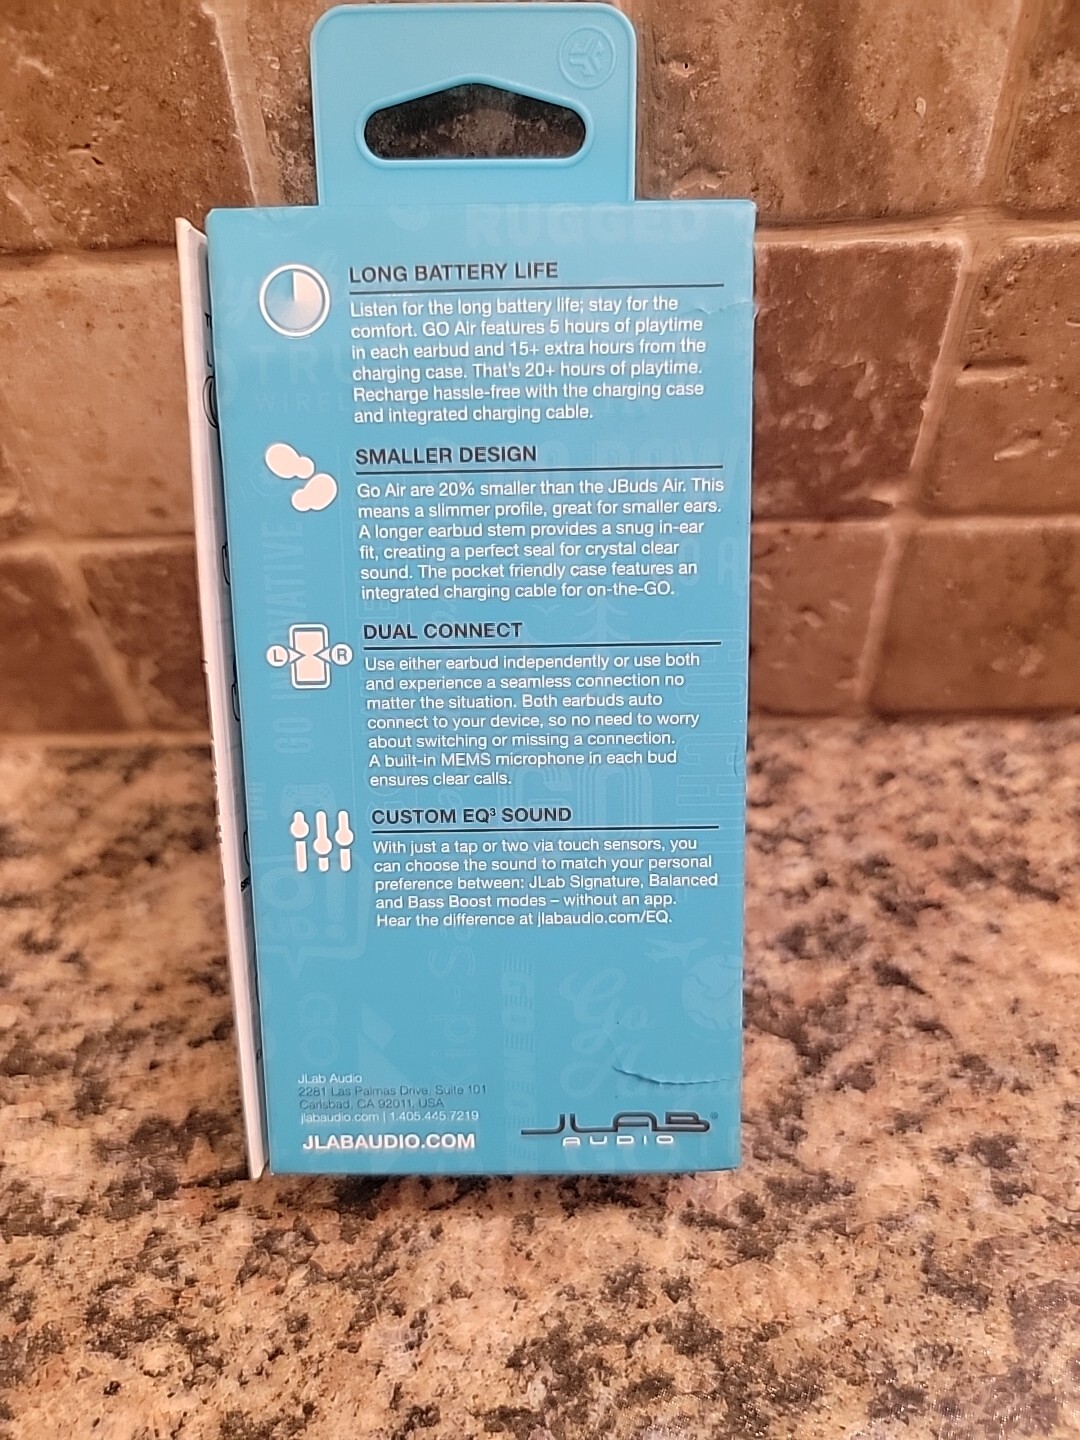 RUGGED
LONG BATTERY LIFE
Listen for the long battery life; stay for the
comfort. GO Air features 5 hours of playtime
in each earbud and 15+ extra hours from the
charging case. That's 20+ hours of playtime.
Recharge hassle-free with the charging case
and integrated charging cable.
SMALLER DESIGN
Go Air are 20% smaller than the JBuds Air. This
means a slimmer profile, great for smaller ears.
A longer earbud stem provides a snug in-ear
fit, creating a perfect seal for crystal clear
sound. The pocket friendly case features an
integrated charging cable for on-the-GO.
L R
DUAL CONNECT
Use either earbud independently or use both
and experience a seamless connection no
matter the situation. Both earbuds auto
connect to your device, so no need to worry
about switching or missing a connection.
A built-in MEMS microphone in each bud
ensures clear calls.
CUSTOM EQ³ SOUND
With just a tap or two via touch sensors, you
can choose the sound to match your personal
preference between: JLab Signature, Balanced
and Bass Boost modes – without an app.
Hear the difference at jlabaudio.com/EQ.
JLab Audio
2281 Las Palmas Drive, Suite 101
Carlsbad, CA 92011, USA
jlabaudio.com | 1.405.445.7219
JLABAUDIO.COM
JLAB®
AUDIO